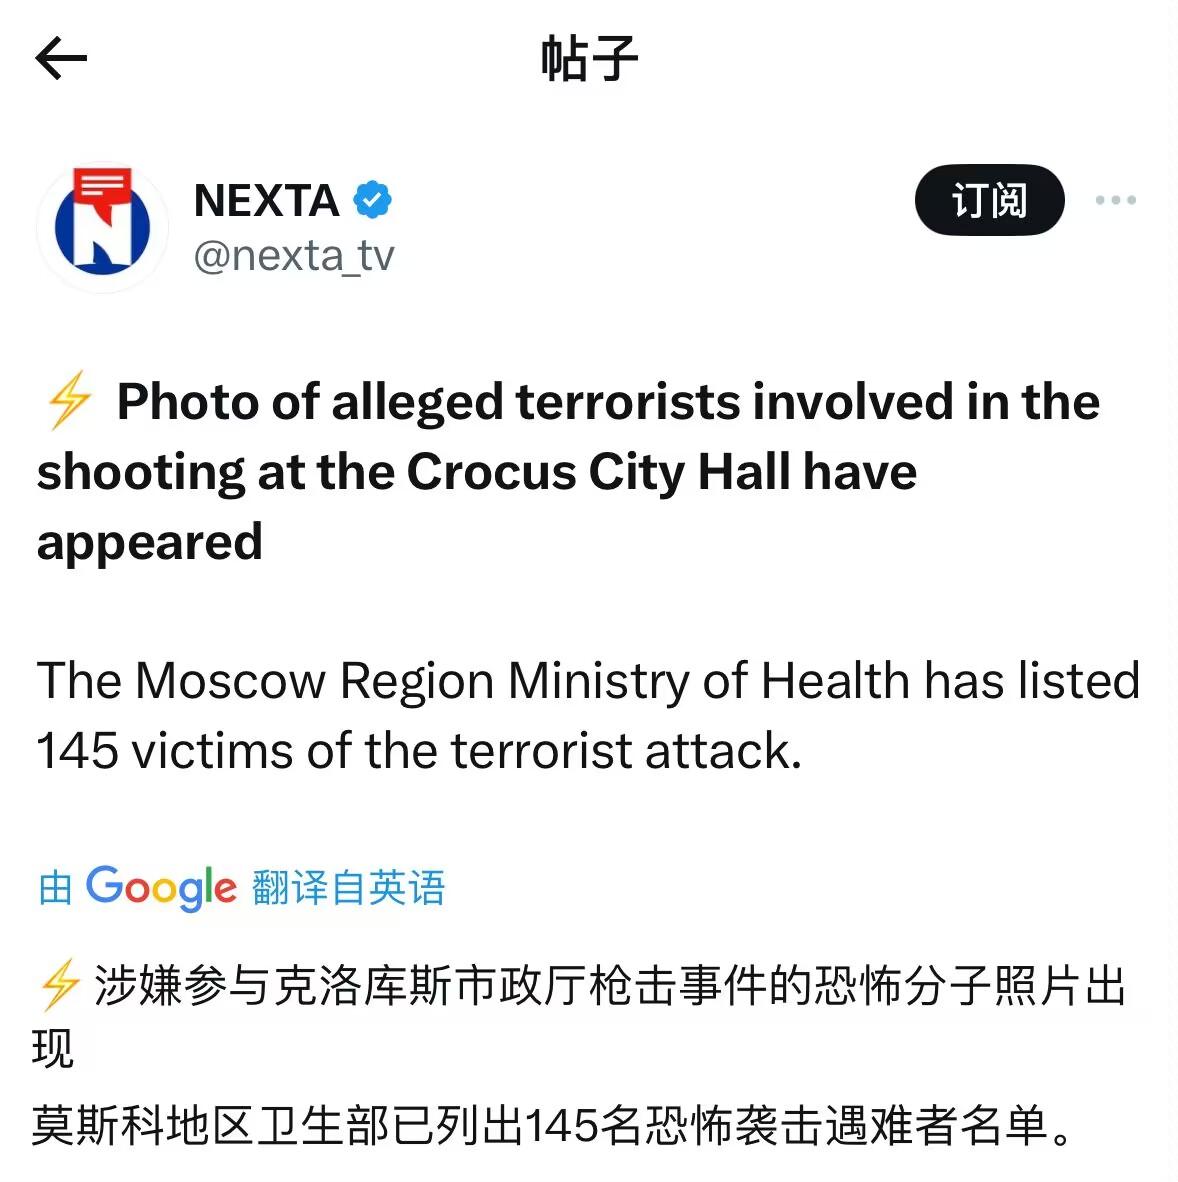 帖子
NEXTA
订阅
@nexta_tv
⚡ Photo of alleged terrorists involved in the
shooting at the Crocus City Hall have
appeared
The Moscow Region Ministry of Health has listed
145 victims of the terrorist attack.
由 Google 翻译自英语
⚡涉嫌参与克洛库斯市政厅枪击事件的恐怖分子照片出
现
莫斯科地区卫生部已列出145名恐怖袭击遇难者名单。